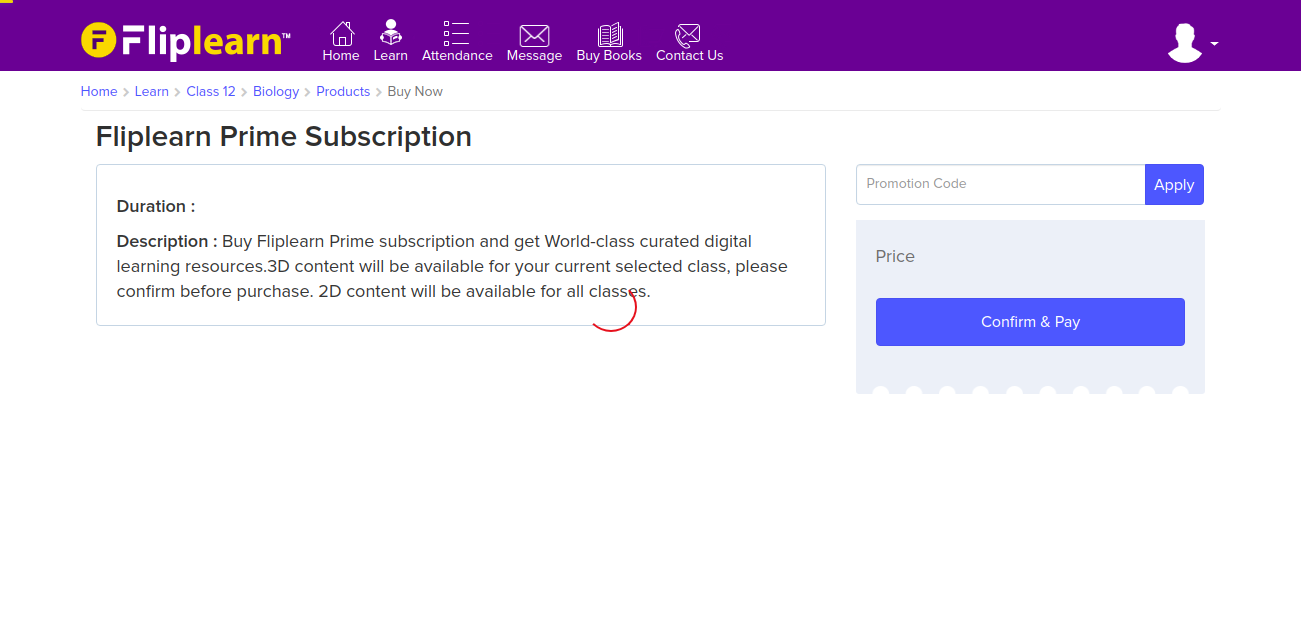 Fliplearn™
Home
Learn
Attendance
Message
Buy Books
Contact Us
Home > Learn > Class 12 > Biology > Products > Buy Now
Fliplearn Prime Subscription
Duration :
Description : Buy Fliplearn Prime subscription and get World-class curated digital
learning resources.3D content will be available for your current selected class, please
confirm before purchase. 2D content will be available for all classes.
Promotion Code
Apply
Price
Confirm & Pay